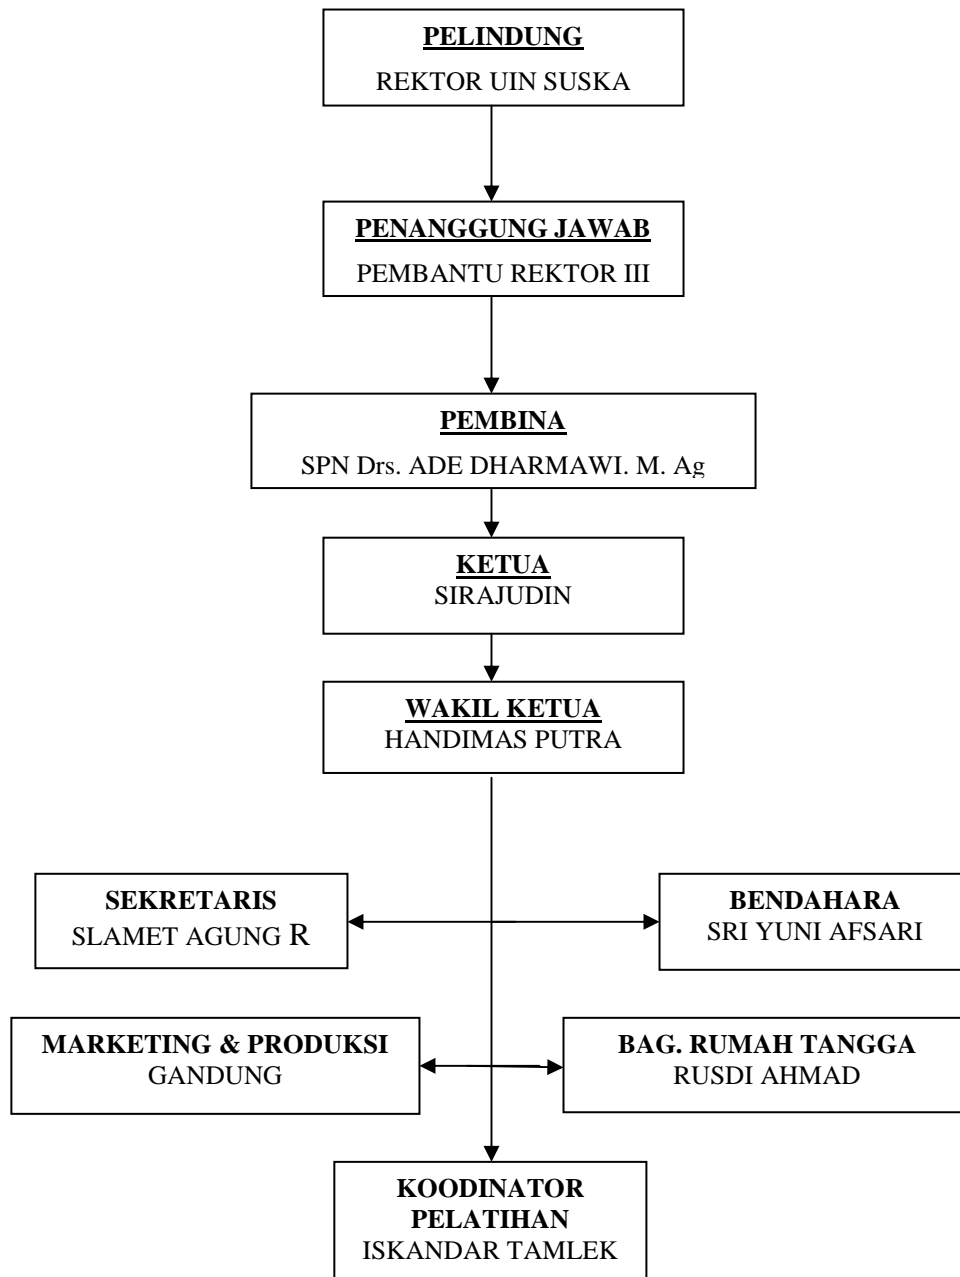 PELINDUNG
REKTOR UIN SUSKA
PENANGGUNG JAWAB
PEMBANTU REKTOR III
PEMBINA
SPN Drs. ADE DHARMAWI. M. Ag
KETUA
SIRAJUDIN
WAKIL KETUA
HANDIMAS PUTRA
SEKRETARIS
SLAMET AGUNG R
BENDAHARA
SRI YUNI AFSARI
MARKETING & PRODUKSI
GANDUNG
BAG. RUMAH TANGGA
RUSDI AHMAD
KOODINATOR
PELATIHAN
ISKANDAR TAMLEK